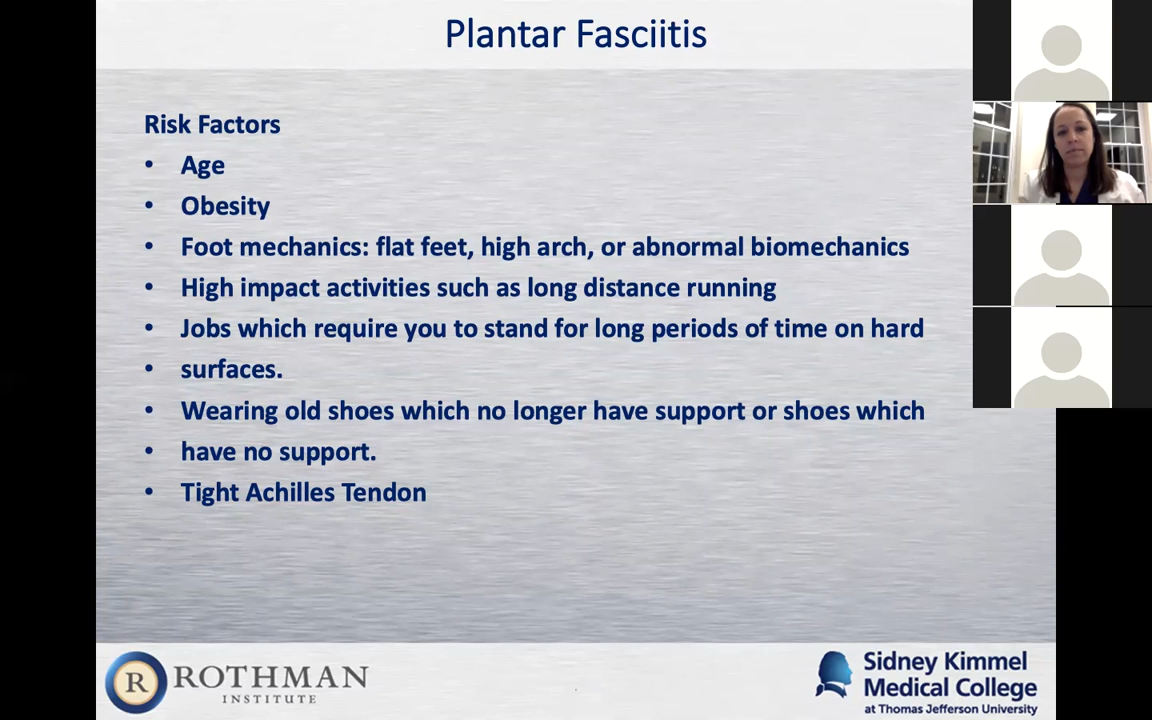 Plantar Fasciitis
Risk Factors
• Age
• Obesity
• Foot mechanics: flat feet, high arch, or abnormal biomechanics
• High impact activities such as long distance running
• Jobs which require you to stand for long periods of time on hard
• surfaces.
• Wearing old shoes which no longer have support or shoes which
• have no support.
• Tight Achilles Tendon
R ROTHMAN
INSTITUTE
Sidney Kimmel
Medical College
at Thomas Jefferson University